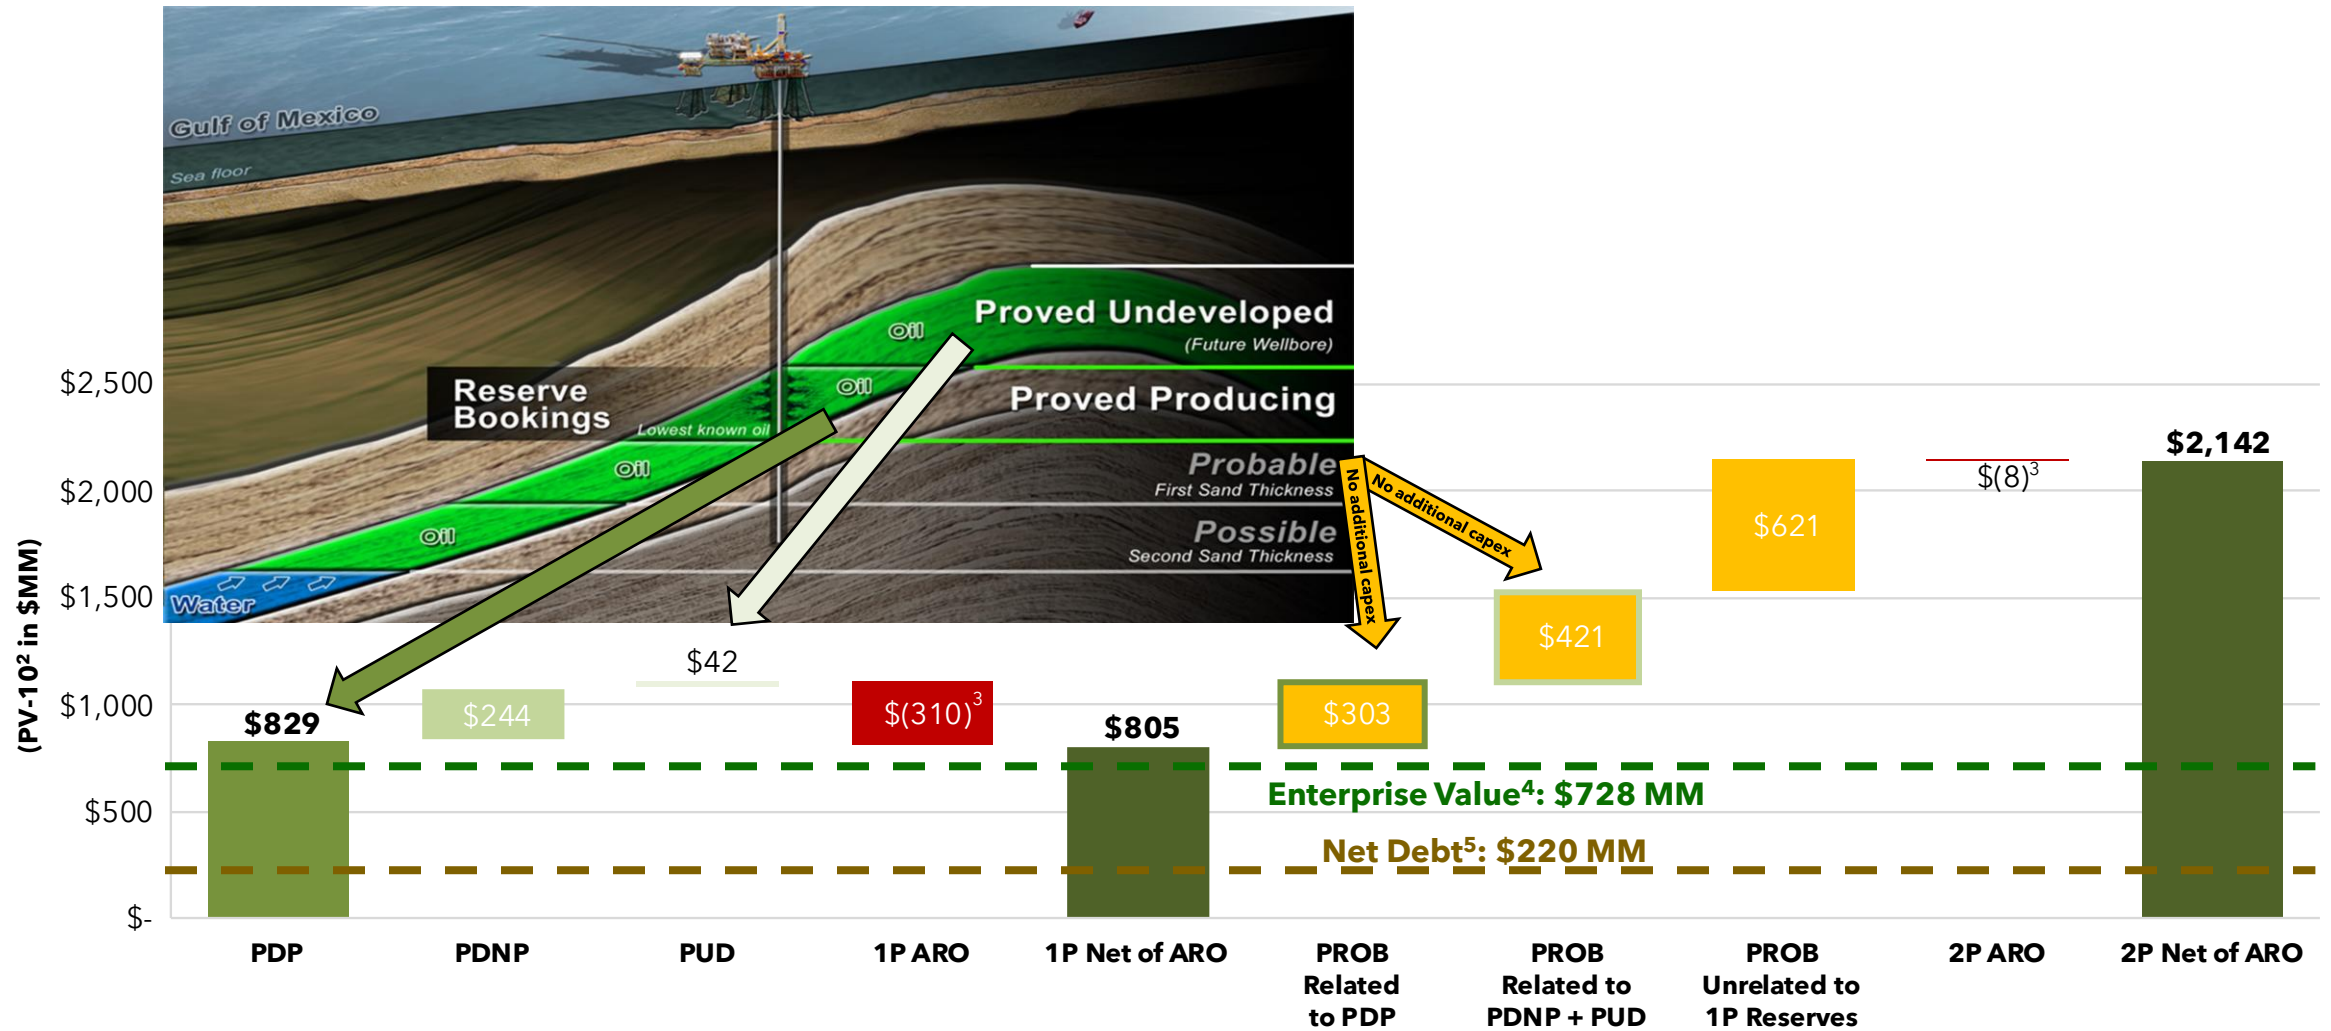 Gulf of Mexico
Sea floor
Oil
Proved Undeveloped
(Future Wellbore)
Reserve
Bookings
Lowest known oil
Oil
Proved Producing
Oil
Probable
First Sand Thickness
Oil
Possible
Second Sand Thickness
Water
No additional capex
No additional capex
(PV-10² in $MM)
$2,500
$2,000
$1,500
$1,000
$500
$-
$829
$244
$42
$(310)³
$805
$303
$421
$621
$(8)³
$2,142
Enterprise Value⁴: $728 MM
Net Debt⁵: $220 MM
PDP
PDNP
PUD
1P ARO
1P Net of ARO
PROB
Related
to PDP
PROB
Related to
PDNP + PUD
PROB
Unrelated to
1P Reserves
2P ARO
2P Net of ARO